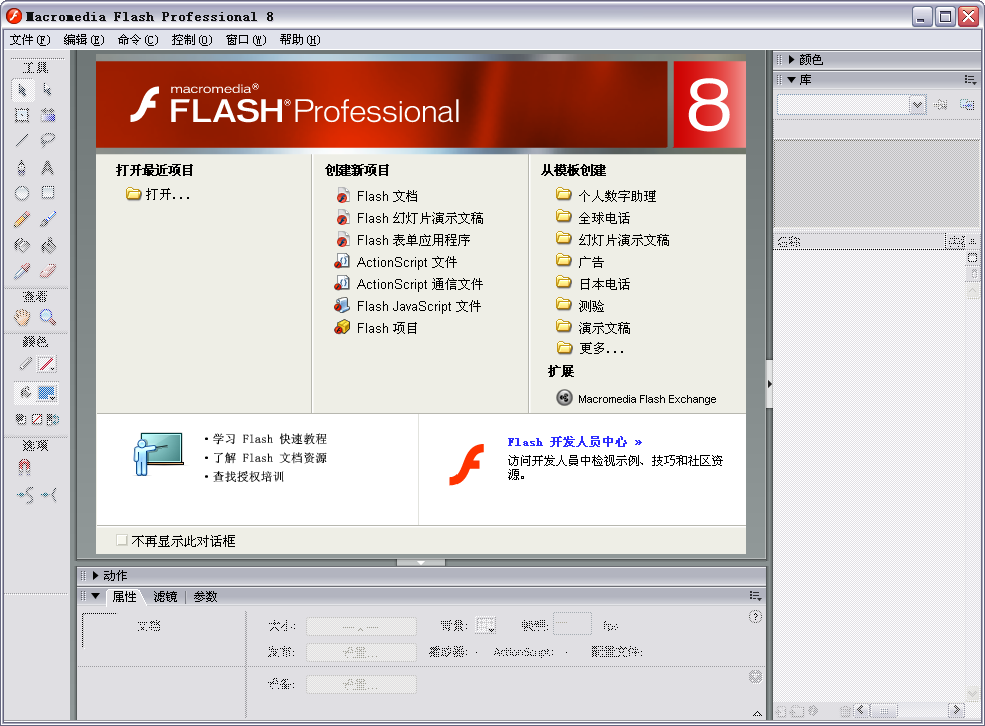 Macromedia Flash Professional 8
文件(F) 编辑(E) 命令(C) 控制(O) 窗口(W) 帮助(H)
工具
查看
颜色
选项
macromedia®
FLASH® Professional 8
打开最近项目
打开...
创建新项目
Flash 文档
Flash 幻灯片演示文稿
Flash 表单应用程序
ActionScript 文件
ActionScript 通信文件
Flash JavaScript 文件
Flash 项目
从模板创建
个人数字助理
全球电话
幻灯片演示文稿
广告
日本电话
测验
演示文稿
更多...
扩展
Macromedia Flash Exchange
• 学习 Flash 快速教程
• 了解 Flash 文档资源
• 查找授权培训
Flash 开发人员中心 »
访问开发人员中检视示例、技巧和社区资
源。
不再显示此对话框
动作
属性 滤镜 参数
文档
大小: 背景: 帧频: fps
发布: 设置... 播放器: ActionScript: 配置文件:
设备: 设置...
颜色
库
名称